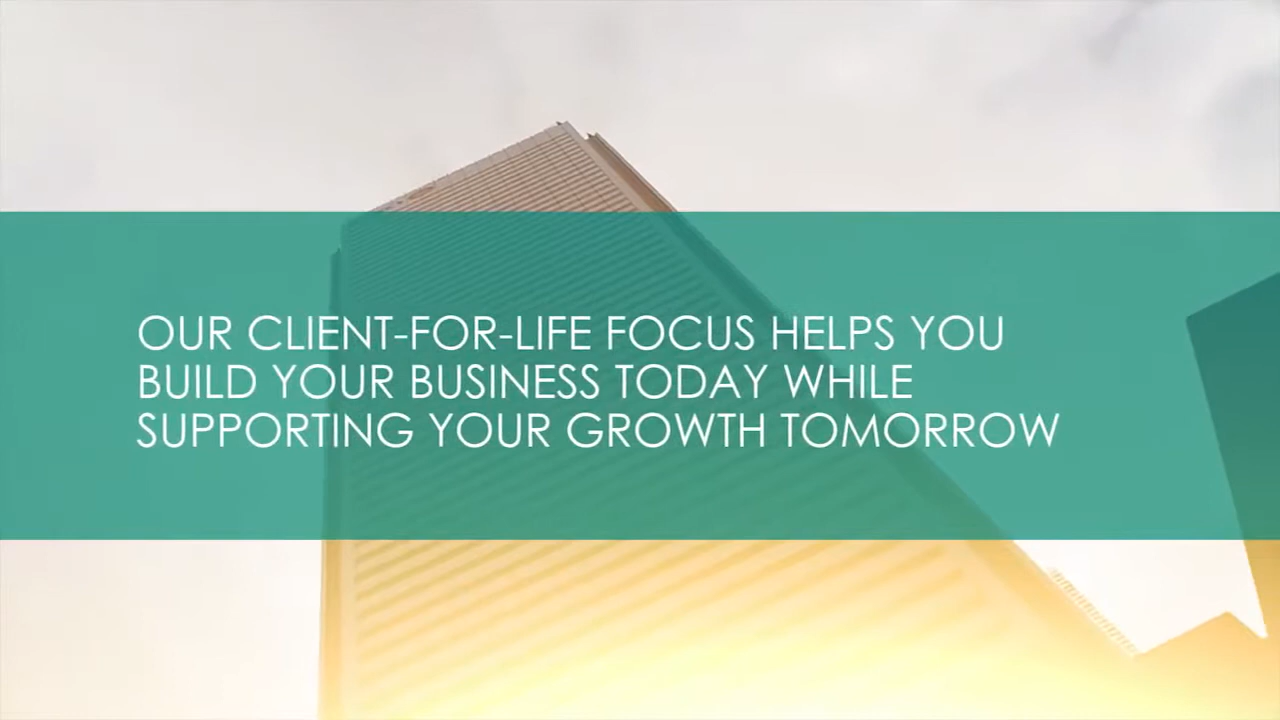 OUR CLIENT-FOR-LIFE FOCUS HELPS YOU
BUILD YOUR BUSINESS TODAY WHILE
SUPPORTING YOUR GROWTH TOMORROW